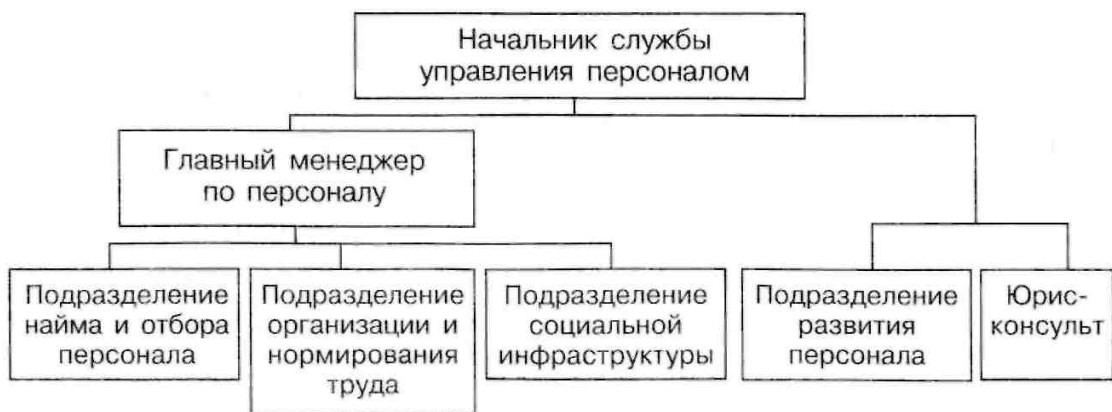 Начальник службы
управления персоналом
Главный менеджер
по персоналу
Подразделение
найма и отбора
персонала
Подразделение
организации и
нормирования
труда
Подразделение
социальной
инфраструктуры
Подразделение
развития
персонала
Юрис-
консульт